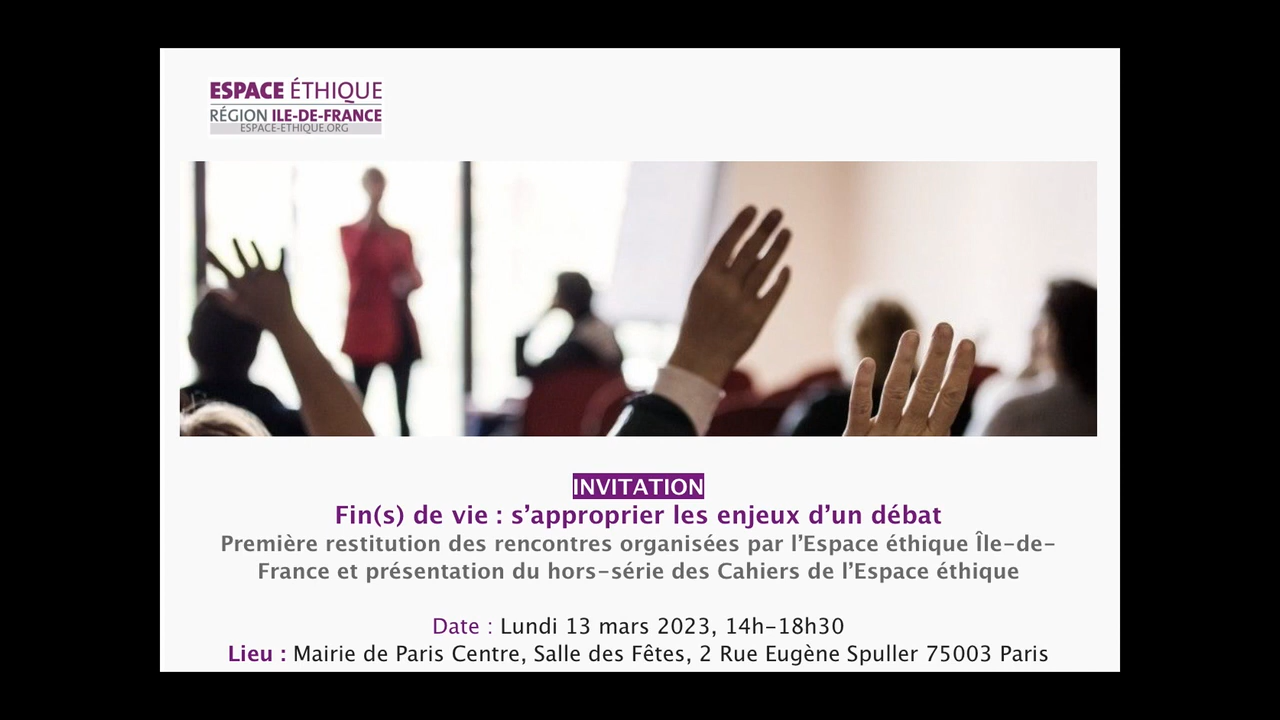 ESPACE ÉTHIQUE
RÉGION ILE-DE-FRANCE
ESPACE-ETHIQUE.ORG
INVITATION
Fin(s) de vie : s’approprier les enjeux d’un débat
Première restitution des rencontres organisées par l’Espace éthique Île-de-
France et présentation du hors-série des Cahiers de l’Espace éthique
Date : Lundi 13 mars 2023, 14h-18h30
Lieu : Mairie de Paris Centre, Salle des Fêtes, 2 Rue Eugène Spuller 75003 Paris